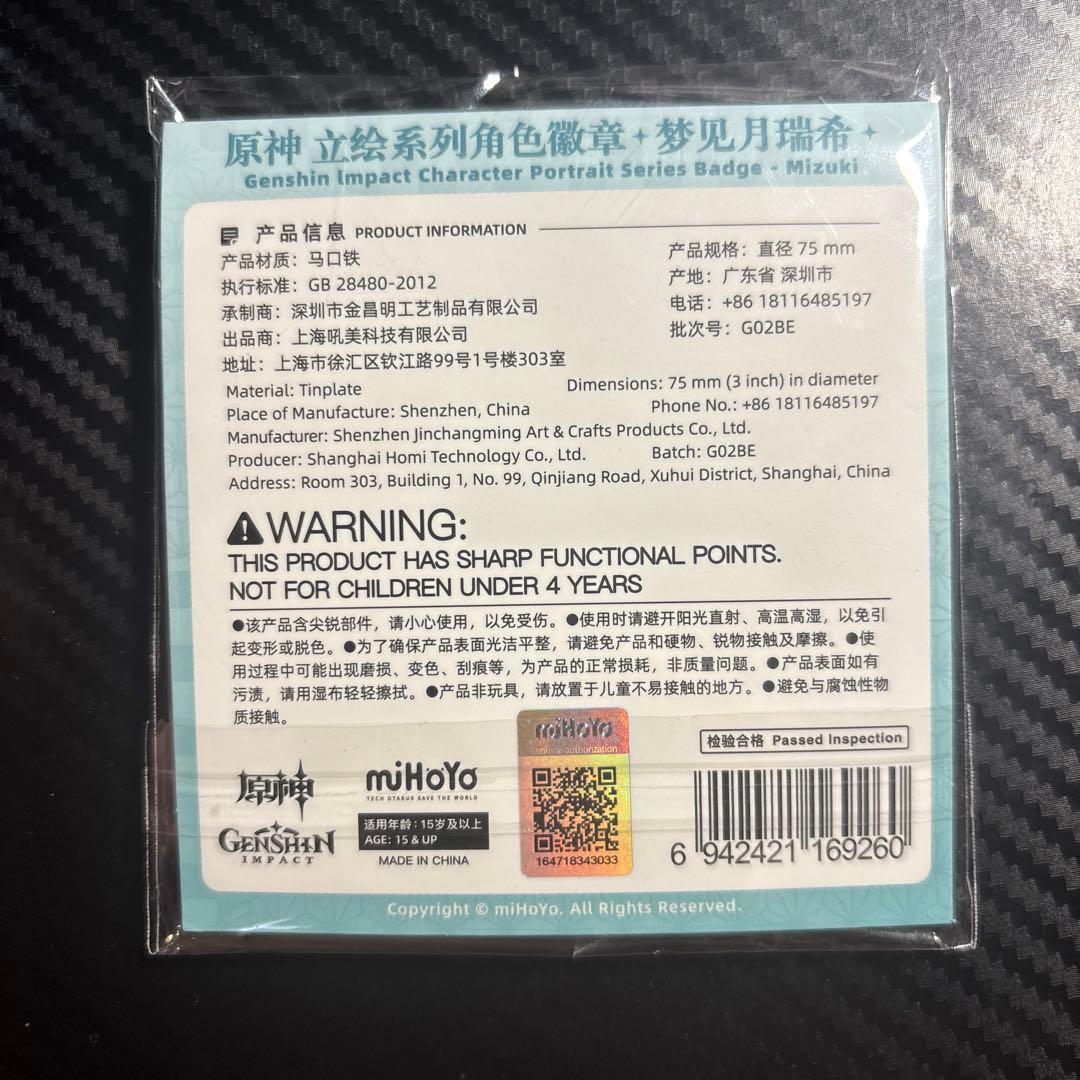 原神 立绘系列角色徽章✦梦见月瑞希✦
Genshin Impact Character Portrait Series Badge - Mizuki
产品信息 PRODUCT INFORMATION
产品材质：马口铁
产品规格：直径 75 mm
执行标准：GB 28480-2012
产地：广东省 深圳市
承制商：深圳市金昌明工艺制品有限公司
电话：+86 18116485197
出品商：上海吼美科技有限公司
批次号：G02BE
地址：上海市徐汇区钦江路99号1号楼303室
Material: Tinplate
Dimensions: 75 mm (3 inch) in diameter
Place of Manufacture: Shenzhen, China
Phone No.: +86 18116485197
Manufacturer: Shenzhen Jinchangming Art & Crafts Products Co., Ltd.
Producer: Shanghai Homi Technology Co., Ltd.
Batch: G02BE
Address: Room 303, Building 1, No. 99, Qinjiang Road, Xuhui District, Shanghai, China
WARNING:
THIS PRODUCT HAS SHARP FUNCTIONAL POINTS.
NOT FOR CHILDREN UNDER 4 YEARS
●该产品含尖锐部件，请小心使用，以免受伤。●使用时请避开阳光直射、高温高湿，以免引
起变形或脱色。●为了确保产品表面光洁平整，请避免产品和硬物、锐物接触及摩擦。●使
用过程中可能出现磨损、变色、刮痕等，为产品的正常损耗，非质量问题。●产品表面如有
污渍，请用湿布轻轻擦拭。●产品非玩具，请放置于儿童不易接触的地方。●避免与腐蚀性物
质接触。
miHoYo
genuine authorization
检验合格 Passed Inspection
原神
GENSHIN
IMPACT
miHoYo
TECH OTAKUS SAVE THE WORLD
适用年龄：15岁及以上
AGE: 15 & UP
MADE IN CHINA
164718343033
6 942421 169260
Copyright © miHoYo. All Rights Reserved.